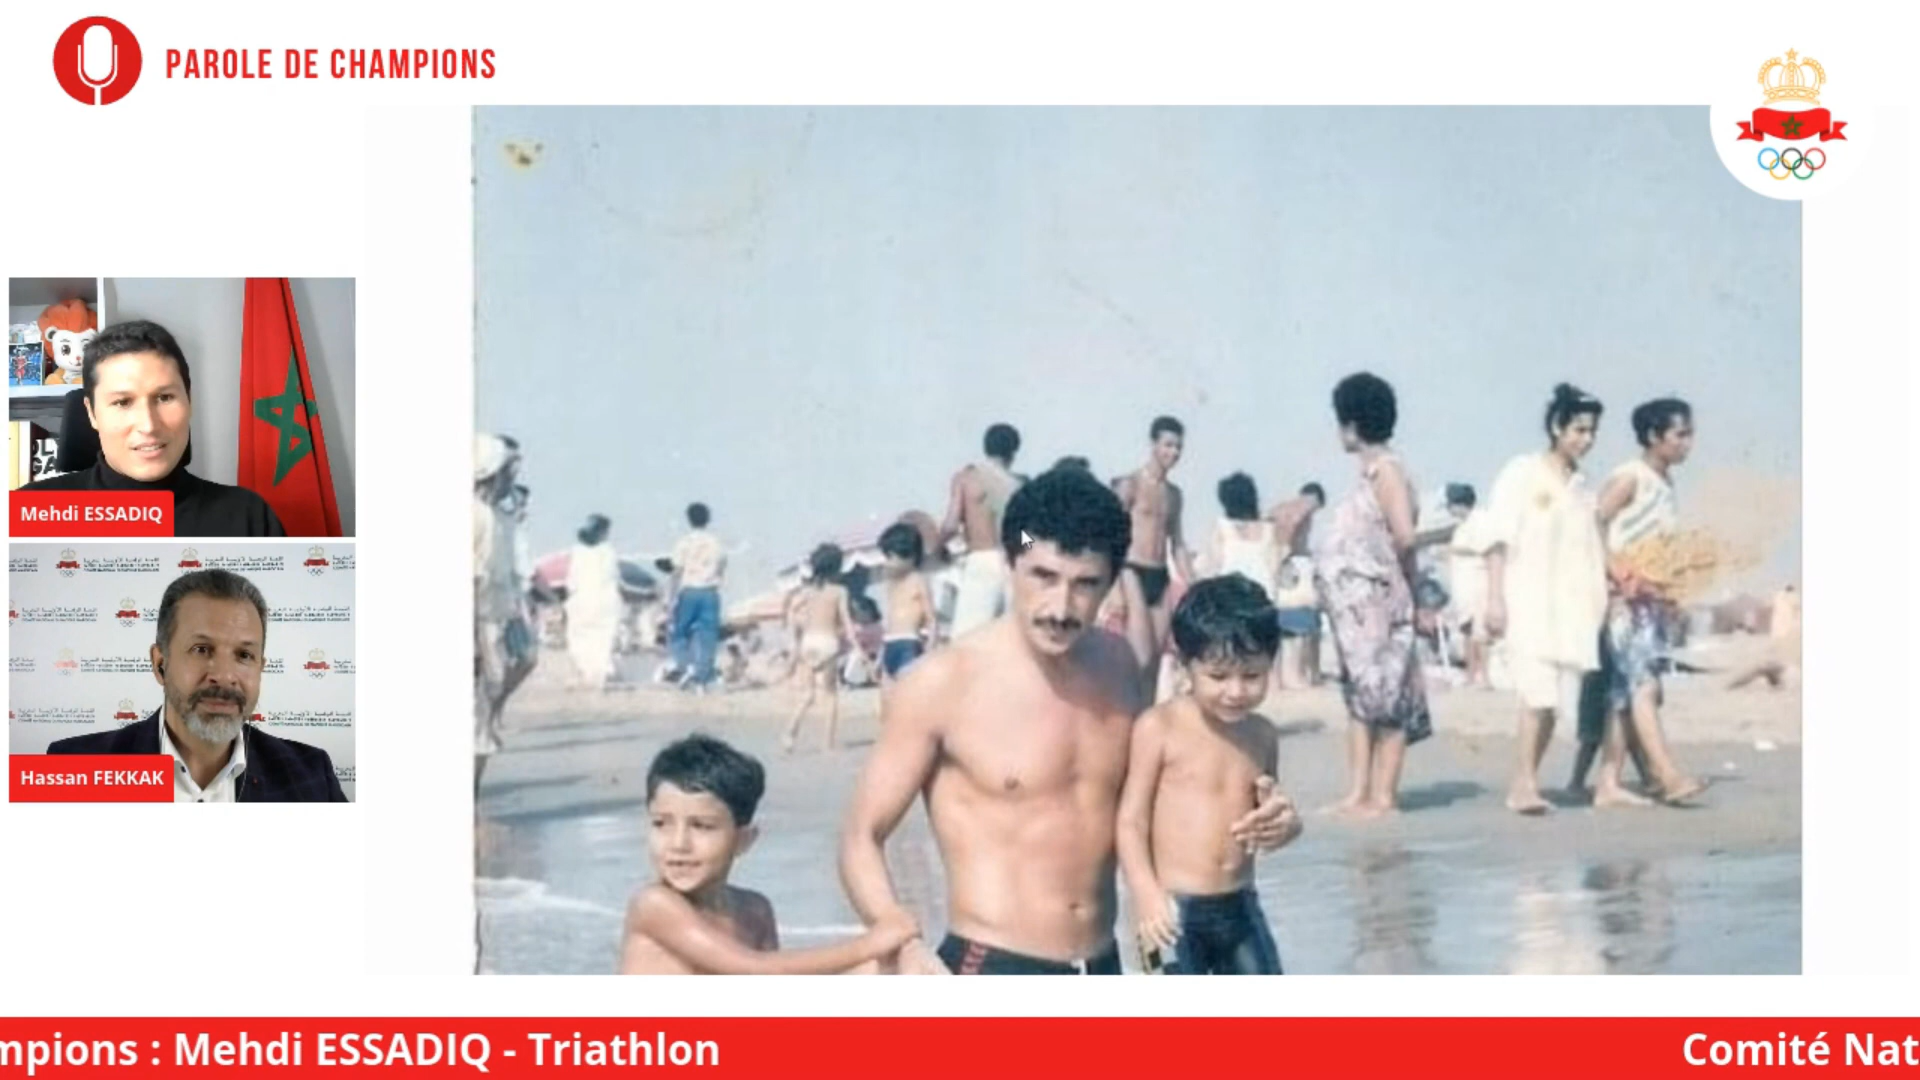 PAROLE DE CHAMPIONS
Mehdi ESSADIQ
Hassan FEKKAK
mpions : Mehdi ESSADIQ - Triathlon
Comité Nat